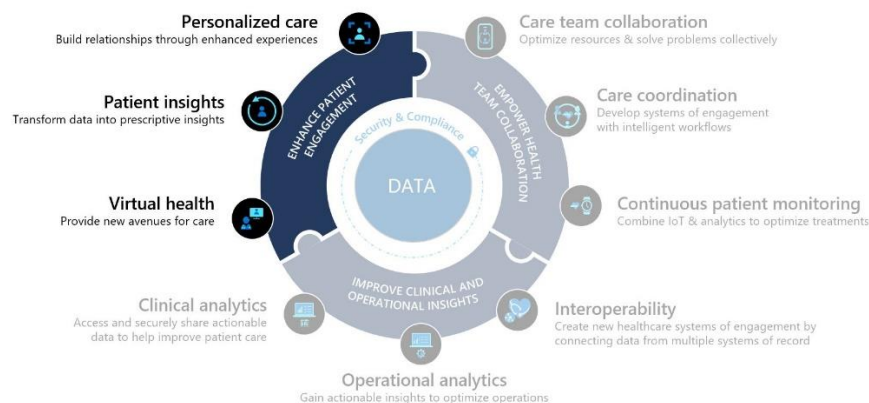 Personalized care
Build relationships through enhanced experiences
Patient insights
Transform data into prescriptive insights
Virtual health
Provide new avenues for care
ENHANCE PATIENT
ENGAGEMENT
Security & Compliance
DATA
EMPOWER HEALTH
TEAM COLLABORATION
IMPROVE CLINICAL AND
OPERATIONAL INSIGHTS
Care team collaboration
Optimize resources & solve problems collectively
Care coordination
Develop systems of engagement
with intelligent workflows
Continuous patient monitoring
Combine IoT & analytics to optimize treatments
Clinical analytics
Access and securely share actionable
data to help improve patient care
Operational analytics
Gain actionable insights to optimize operations
Interoperability
Create new healthcare systems of engagement by
connecting data from multiple systems of record